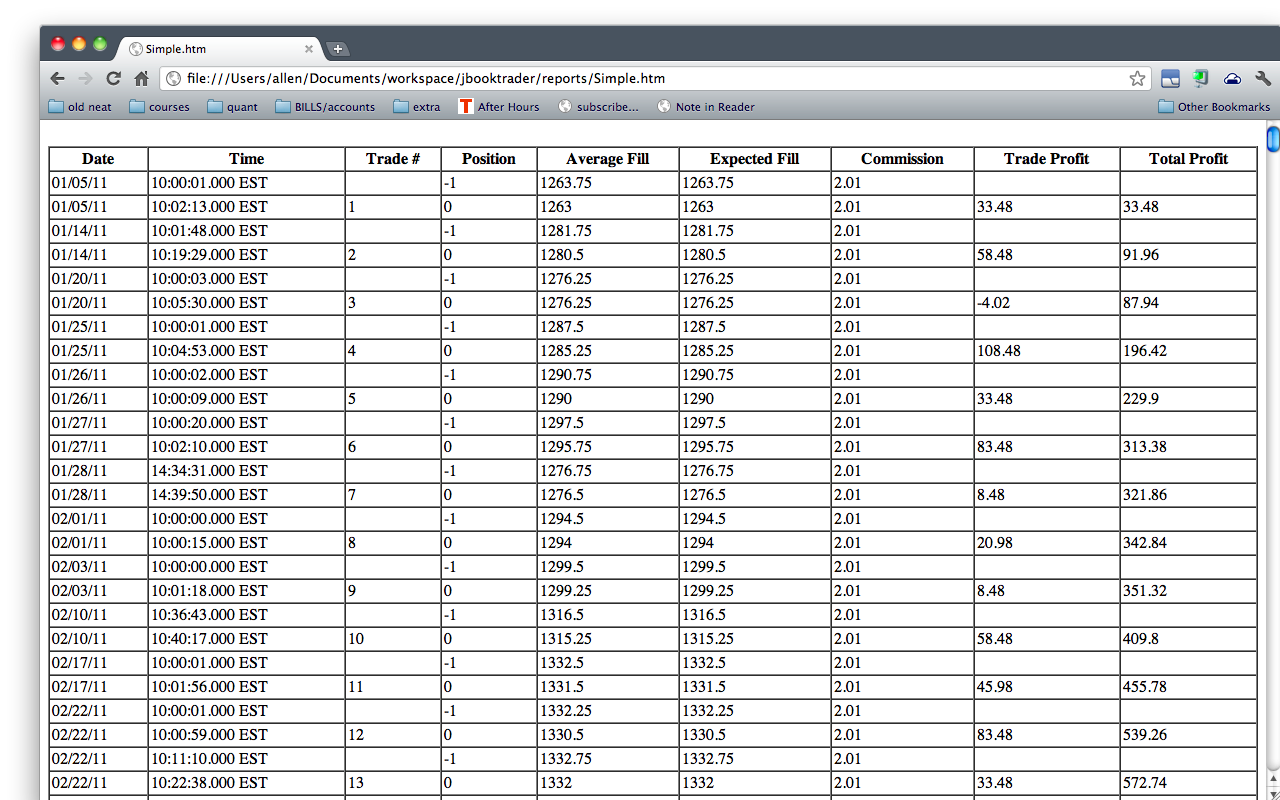 Simple.htm
file:///Users/allen/Documents/workspace/jbooktrader/reports/Simple.htm
old neat courses quant BILLS/accounts extra T After Hours subscribe... Note in Reader Other Bookmarks
Date Time Trade # Position Average Fill Expected Fill Commission Trade Profit Total Profit
01/05/11 10:00:01.000 EST -1 1263.75 1263.75 2.01
01/05/11 10:02:13.000 EST 1 0 1263 1263 2.01 33.48 33.48
01/14/11 10:01:48.000 EST -1 1281.75 1281.75 2.01
01/14/11 10:19:29.000 EST 2 0 1280.5 1280.5 2.01 58.48 91.96
01/20/11 10:00:03.000 EST -1 1276.25 1276.25 2.01
01/20/11 10:05:30.000 EST 3 0 1276.25 1276.25 2.01 -4.02 87.94
01/25/11 10:00:01.000 EST -1 1287.5 1287.5 2.01
01/25/11 10:04:53.000 EST 4 0 1285.25 1285.25 2.01 108.48 196.42
01/26/11 10:00:02.000 EST -1 1290.75 1290.75 2.01
01/26/11 10:00:09.000 EST 5 0 1290 1290 2.01 33.48 229.9
01/27/11 10:00:20.000 EST -1 1297.5 1297.5 2.01
01/27/11 10:02:10.000 EST 6 0 1295.75 1295.75 2.01 83.48 313.38
01/28/11 14:34:31.000 EST -1 1276.75 1276.75 2.01
01/28/11 14:39:50.000 EST 7 0 1276.5 1276.5 2.01 8.48 321.86
02/01/11 10:00:00.000 EST -1 1294.5 1294.5 2.01
02/01/11 10:00:15.000 EST 8 0 1294 1294 2.01 20.98 342.84
02/03/11 10:00:00.000 EST -1 1299.5 1299.5 2.01
02/03/11 10:01:18.000 EST 9 0 1299.25 1299.25 2.01 8.48 351.32
02/10/11 10:36:43.000 EST -1 1316.5 1316.5 2.01
02/10/11 10:40:17.000 EST 10 0 1315.25 1315.25 2.01 58.48 409.8
02/17/11 10:00:01.000 EST -1 1332.5 1332.5 2.01
02/17/11 10:01:56.000 EST 11 0 1331.5 1331.5 2.01 45.98 455.78
02/22/11 10:00:01.000 EST -1 1332.25 1332.25 2.01
02/22/11 10:00:59.000 EST 12 0 1330.5 1330.5 2.01 83.48 539.26
02/22/11 10:11:10.000 EST -1 1332.75 1332.75 2.01
02/22/11 10:22:38.000 EST 13 0 1332 1332 2.01 33.48 572.74